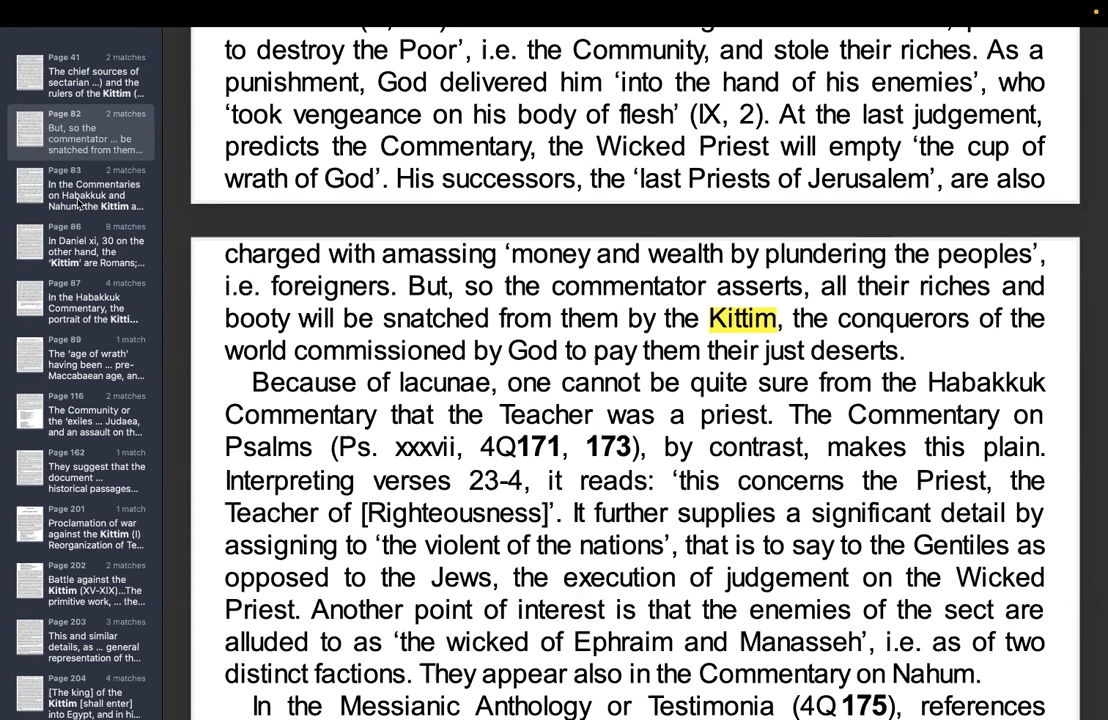 Page 41 2 matches
The chief sources of
sectarian ...) and the
rulers of the Kittim (...
Page 82 2 matches
But, so the
commentator ... be
snatched from them...
Page 83 2 matches
In the Commentaries
on Habakkuk and
Nahum, the Kittim a...
Page 86 8 matches
In Daniel xi, 30 on the
other hand, the
'Kittim' are Romans;...
Page 87 4 matches
In the Habakkuk
Commentary, the
portrait of the Kitti...
Page 89 1 match
The 'age of wrath'
having been ... pre-
Maccabaean age, an...
Page 116 2 matches
The Community or
the 'exiles ... Judaea,
and an assault on th...
Page 162 1 match
They suggest that the
document ...
historical passages...
Page 201 1 match
Proclamation of war
against the Kittim (I)
Reorganization of Te...
Page 202 2 matches
Battle against the
Kittim (XV-XIX)...The
primitive work, ... the...
Page 203 3 matches
This and similar
details, as ... general
representation of th...
Page 204 4 matches
[The king] of the
Kittim [shall enter]
into Egypt, and in hi...
to destroy the Poor’, i.e. the Community, and stole their riches. As a
punishment, God delivered him ‘into the hand of his enemies’, who
‘took vengeance on his body of flesh’ (IX, 2). At the last judgement,
predicts the Commentary, the Wicked Priest will empty ‘the cup of
wrath of God’. His successors, the ‘last Priests of Jerusalem’, are also
charged with amassing ‘money and wealth by plundering the peoples’,
i.e. foreigners. But, so the commentator asserts, all their riches and
booty will be snatched from them by the Kittim, the conquerors of the
world commissioned by God to pay them their just deserts.
Because of lacunae, one cannot be quite sure from the Habakkuk
Commentary that the Teacher was a priest. The Commentary on
Psalms (Ps. xxxvii, 4Q171, 173), by contrast, makes this plain.
Interpreting verses 23-4, it reads: ‘this concerns the Priest, the
Teacher of [Righteousness]’. It further supplies a significant detail by
assigning to ‘the violent of the nations’, that is to say to the Gentiles as
opposed to the Jews, the execution of judgement on the Wicked
Priest. Another point of interest is that the enemies of the sect are
alluded to as ‘the wicked of Ephraim and Manasseh’, i.e. as of two
distinct factions. They appear also in the Commentary on Nahum.
In the Messianic Anthology or Testimonia (4Q175), references